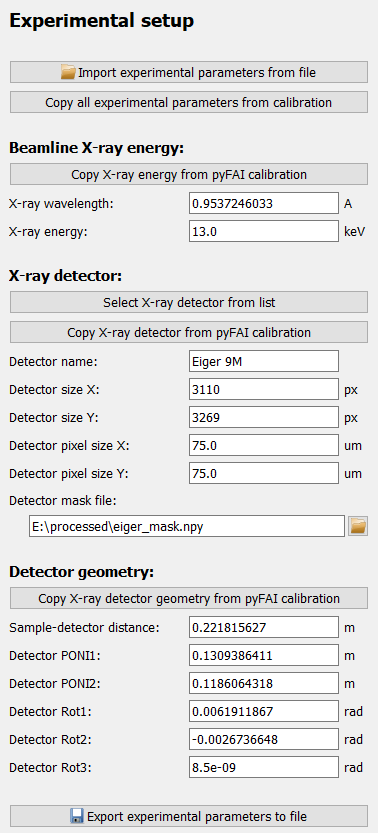 Experimental setup
Import experimental parameters from file
Copy all experimental parameters from calibration
Beamline X-ray energy:
Copy X-ray energy from pyFAI calibration
X-ray wavelength: 0.9537246033 A
X-ray energy: 13.0 keV
X-ray detector:
Select X-ray detector from list
Copy X-ray detector from pyFAI calibration
Detector name: Eiger 9M
Detector size X: 3110 px
Detector size Y: 3269 px
Detector pixel size X: 75.0 um
Detector pixel size Y: 75.0 um
Detector mask file:
E:\processed\eiger_mask.npy
Detector geometry:
Copy X-ray detector geometry from pyFAI calibration
Sample-detector distance: 0.221815627 m
Detector PONI1: 0.1309386411 m
Detector PONI2: 0.1186064318 m
Detector Rot1: 0.0061911867 rad
Detector Rot2: -0.0026736648 rad
Detector Rot3: 8.5e-09 rad
Export experimental parameters to file